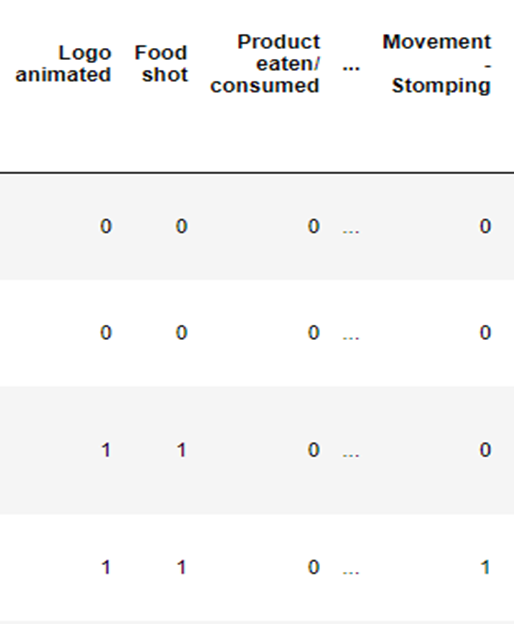 Logo animated Food shot Product eaten/ consumed ... Movement - Stomping
0 0 0 ... 0
0 0 0 ... 0
1 1 0 ... 0
1 1 0 ... 1